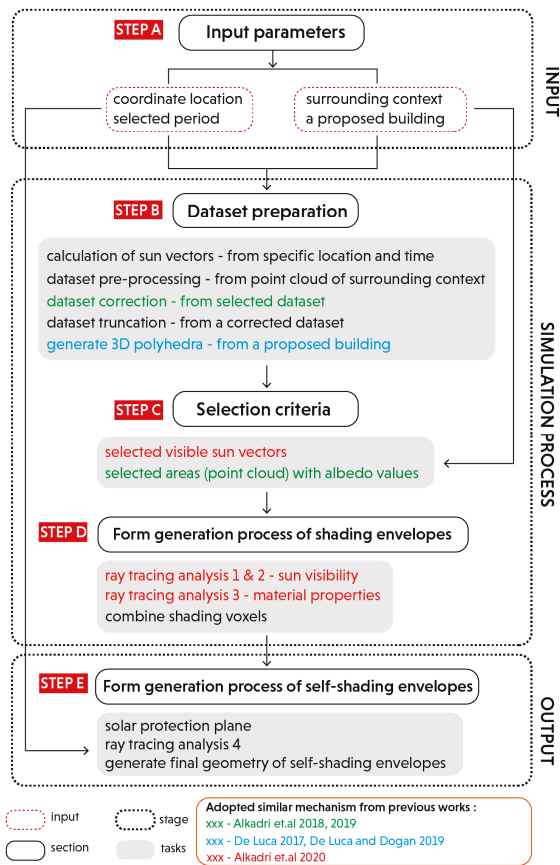 STEP A
Input parameters
coordinate location
selected period
surrounding context
a proposed building
INPUT
STEP B
Dataset preparation
calculation of sun vectors - from specific location and time
dataset pre-processing - from point cloud of surrounding context
dataset correction - from selected dataset
dataset truncation - from a corrected dataset
generate 3D polyhedra - from a proposed building
STEP C
Selection criteria
selected visible sun vectors
selected areas (point cloud) with albedo values
STEP D
Form generation process of shading envelopes
ray tracing analysis 1 & 2 - sun visibility
ray tracing analysis 3 - material properties
combine shading voxels
SIMULATION PROCESS
STEP E
Form generation process of self-shading envelopes
solar protection plane
ray tracing analysis 4
generate final geometry of self-shading envelopes
OUTPUT
input
section
stage
tasks
Adopted similar mechanism from previous works :
xxx - Alkadri et.al 2018, 2019
xxx - De Luca 2017, De Luca and Dogan 2019
xxx - Alkadri et.al 2020